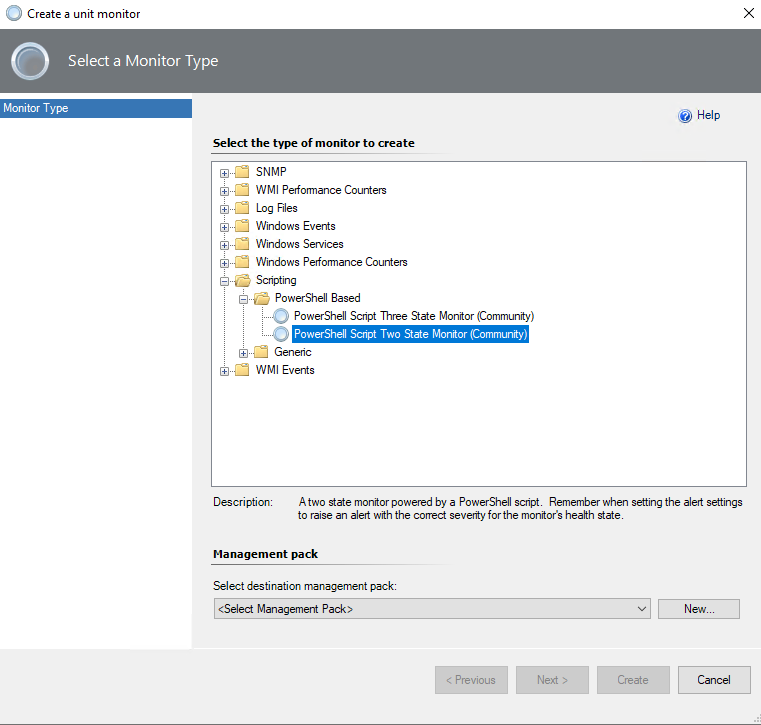 Create a unit monitor
Select a Monitor Type
Monitor Type
Help
Select the type of monitor to create
SNMP
WMI Performance Counters
Log Files
Windows Events
Windows Services
Windows Performance Counters
Scripting
PowerShell Based
PowerShell Script Three State Monitor (Community)
PowerShell Script Two State Monitor (Community)
Generic
WMI Events
Description: A two state monitor powered by a PowerShell script. Remember when setting the alert settings
to raise an alert with the correct severity for the monitor's health state.
Management pack
Select destination management pack:
<Select Management Pack> New...
< Previous Next > Create Cancel